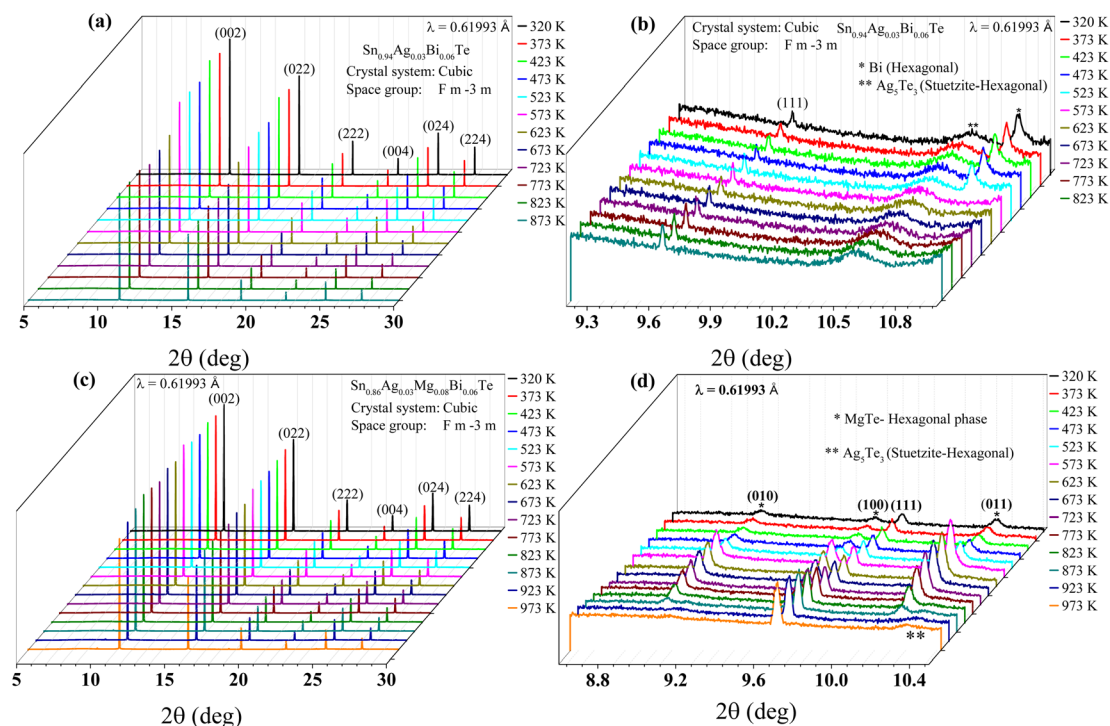 (a)
(002)
λ = 0.61993 Å
Sn0.94Ag0.03Bi0.06Te
(022)
Crystal system: Cubic
Space group: F m -3 m
(222)
(004)
(024)
(224)
320 K
373 K
423 K
473 K
523 K
573 K
623 K
673 K
723 K
773 K
823 K
873 K
5 10 15 20 25 30
2θ (deg)
(b)
Crystal system: Cubic Sn0.94Ag0.03Bi0.06Te λ = 0.61993 Å
Space group: F m -3 m
* Bi (Hexagonal)
** Ag5Te3 (Stuetzite-Hexagonal)
(111)
**
*
320 K
373 K
423 K
473 K
523 K
573 K
623 K
673 K
723 K
773 K
823 K
9.3 9.6 9.9 10.2 10.5 10.8
2θ (deg)
(c)
λ = 0.61993 Å
Sn0.86Ag0.03Mg0.08Bi0.06Te
(002)
Crystal system: Cubic
Space group: F m -3 m
(022)
(222)
(004)
(024)
(224)
320 K
373 K
423 K
473 K
523 K
573 K
623 K
673 K
723 K
773 K
823 K
873 K
923 K
973 K
5 10 15 20 25 30
2θ (deg)
(d)
λ = 0.61993 Å
* MgTe- Hexagonal phase
** Ag5Te3 (Stuetzite-Hexagonal)
(010)
*
(100) (111)
*
(011)
*
**
320 K
373 K
423 K
473 K
523 K
573 K
623 K
673 K
723 K
773 K
823 K
873 K
923 K
973 K
8.8 9.2 9.6 10.0 10.4
2θ (deg)